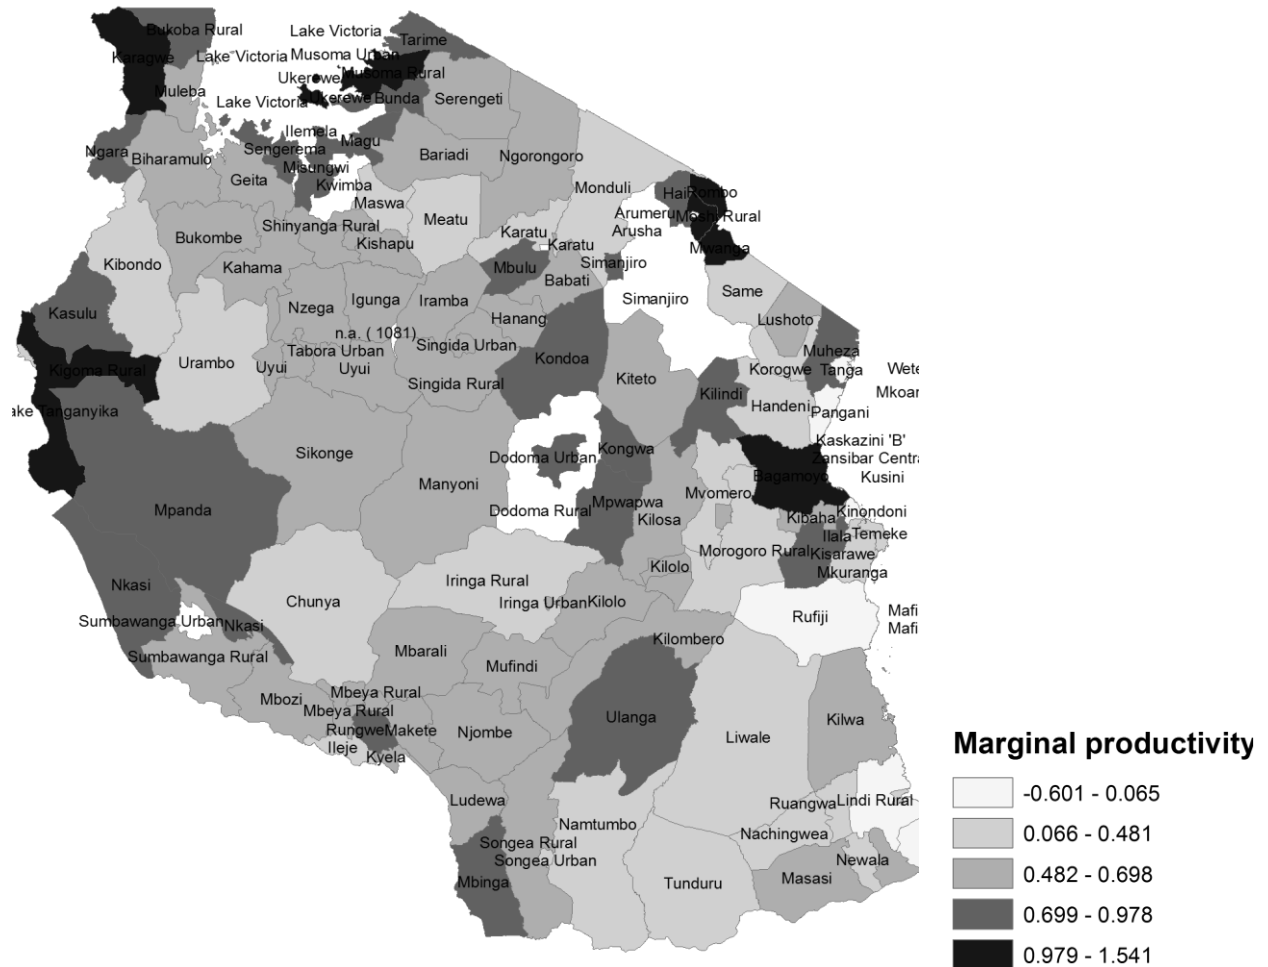 Bukoba Rural
Lake Victoria
Tarime
Karagwe
Lake Victoria
Musoma Urban
Musoma Rural
Ukerewe
Muleba
Lake Victoria
Ukerewe
Bunda
Serengeti
Ilemela
Magu
Ngara
Biharamulo
Sengerema
Misungwi
Bariadi
Ngorongoro
Geita
Kwimba
Maswa
Monduli
Hai
Rombo
Meatu
Arumeru
Moshi Rural
Arusha
Shinyanga Rural
Bukombe
Kishapu
Karatu
Karatu
Mwanga
Kibondo
Kahama
Mbulu
Simanjiro
Babati
Same
Simanjiro
Kasulu
Nzega
Igunga
Iramba
Hanang
Lushoto
n.a. ( 1081)
Singida Urban
Tabora Urban
Muheza
Kigoma Rural
Urambo
Uyui
Uyui
Kondoa
Korogwe
Tanga
Wete
Singida Rural
Kiteto
Kilindi
Mkoar
Handeni
Pangani
ake Tanganyika
Kaskazini 'B'
Sikonge
Dodoma Urban
Kongwa
Zansibar Centra
Bagamoyo
Kusini
Manyoni
Mvomero
Mpanda
Dodoma Rural
Mpwapwa
Kilosa
Kibaha
Kinondoni
Ilala
Temeke
Morogoro Rural
Kisarawe
Mkuranga
Kilolo
Nkasi
Iringa Rural
Chunya
Iringa Urban
Kilolo
Rufiji
Mafi
Mafi
Sumbawanga Urban
Nkasi
Kilombero
Sumbawanga Rural
Mbarali
Mufindi
Mbozi
Mbeya Rural
Mbeya Rural
Rungwe
Makete
Njombe
Ulanga
Liwale
Kilwa
Ileje
Kyela
Ludewa
Ruangwa
Lindi Rural
Namtumbo
Nachingwea
Songea Rural
Songea Urban
Newala
Mbinga
Tunduru
Masasi
Marginal productivity
-0.601 - 0.065
0.066 - 0.481
0.482 - 0.698
0.699 - 0.978
0.979 - 1.541